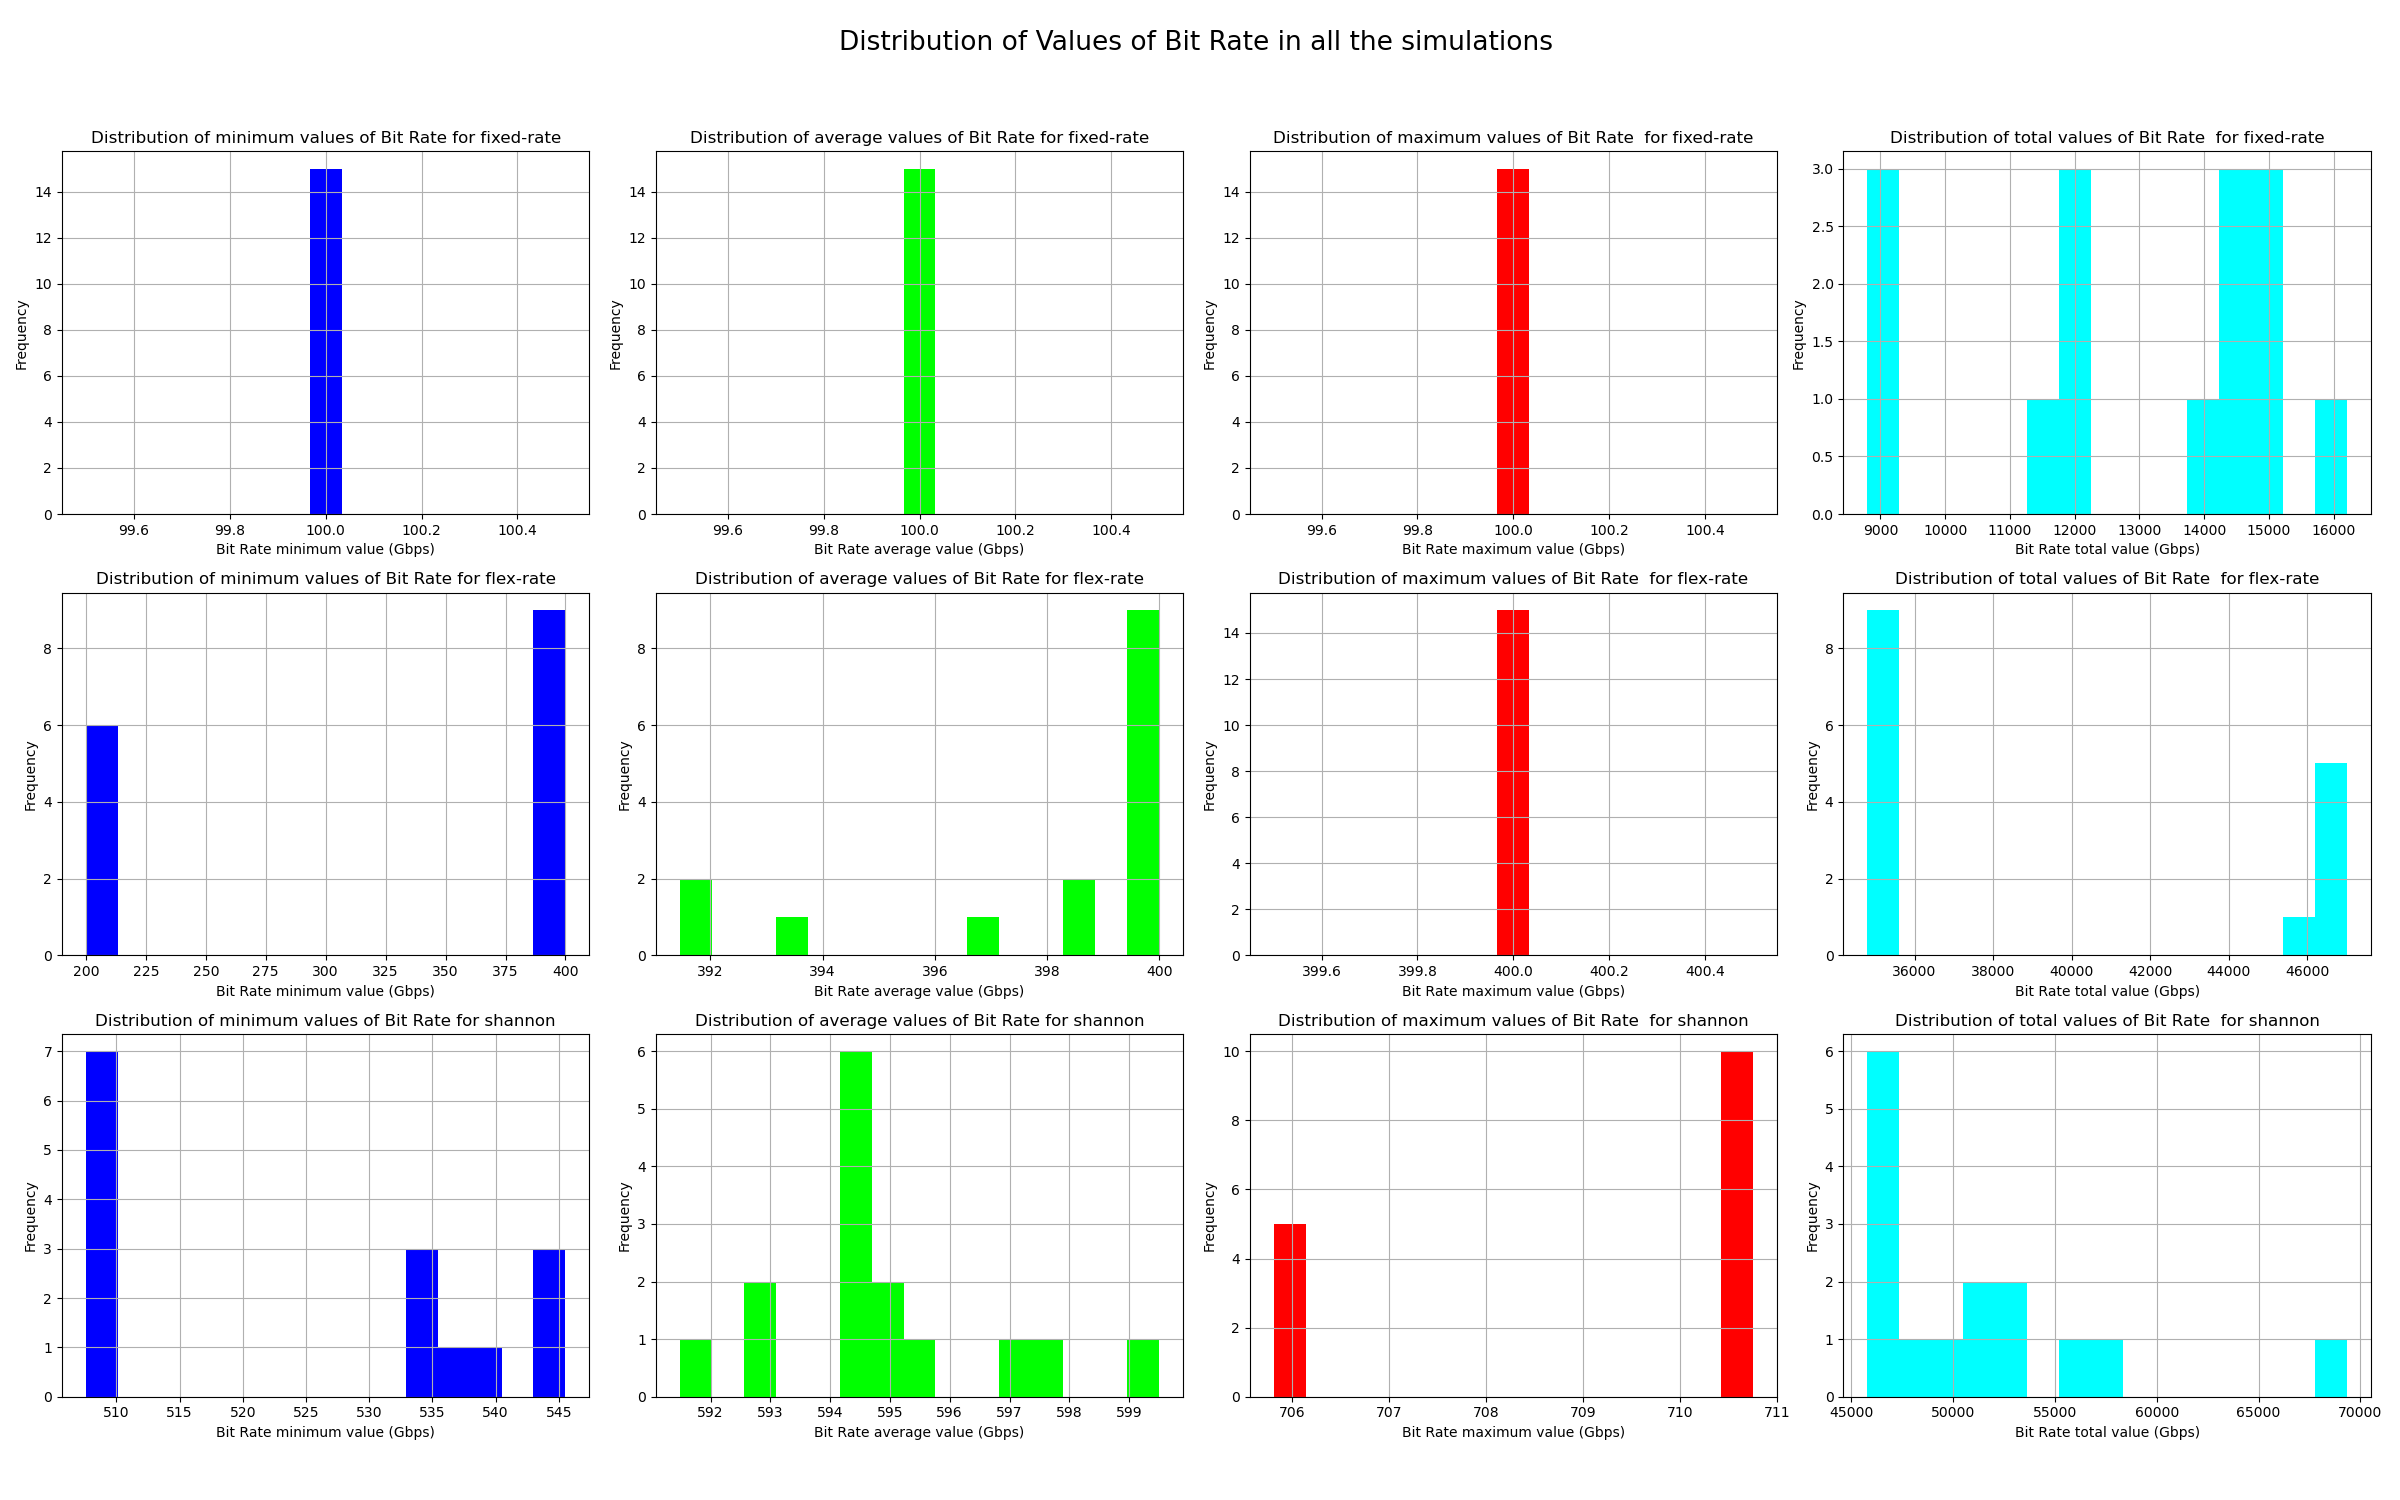 Distribution of Values of Bit Rate in all the simulations
Distribution of minimum values of Bit Rate for fixed-rate
Frequency
14
12
10
8
6
4
2
0
99.6 99.8 100.0 100.2 100.4
Bit Rate minimum value (Gbps)
Distribution of average values of Bit Rate for fixed-rate
Frequency
14
12
10
8
6
4
2
0
99.6 99.8 100.0 100.2 100.4
Bit Rate average value (Gbps)
Distribution of maximum values of Bit Rate  for fixed-rate
Frequency
14
12
10
8
6
4
2
0
99.6 99.8 100.0 100.2 100.4
Bit Rate maximum value (Gbps)
Distribution of total values of Bit Rate  for fixed-rate
Frequency
3.0
2.5
2.0
1.5
1.0
0.5
0.0
9000 10000 11000 12000 13000 14000 15000 16000
Bit Rate total value (Gbps)
Distribution of minimum values of Bit Rate for flex-rate
Frequency
8
6
4
2
0
200 225 250 275 300 325 350 375 400
Bit Rate minimum value (Gbps)
Distribution of average values of Bit Rate for flex-rate
Frequency
8
6
4
2
0
392 394 396 398 400
Bit Rate average value (Gbps)
Distribution of maximum values of Bit Rate  for flex-rate
Frequency
14
12
10
8
6
4
2
0
399.6 399.8 400.0 400.2 400.4
Bit Rate maximum value (Gbps)
Distribution of total values of Bit Rate  for flex-rate
Frequency
8
6
4
2
0
36000 38000 40000 42000 44000 46000
Bit Rate total value (Gbps)
Distribution of minimum values of Bit Rate for shannon
Frequency
7
6
5
4
3
2
1
0
510 515 520 525 530 535 540 545
Bit Rate minimum value (Gbps)
Distribution of average values of Bit Rate for shannon
Frequency
6
5
4
3
2
1
0
592 593 594 595 596 597 598 599
Bit Rate average value (Gbps)
Distribution of maximum values of Bit Rate  for shannon
Frequency
10
8
6
4
2
0
706 707 708 709 710 711
Bit Rate maximum value (Gbps)
Distribution of total values of Bit Rate  for shannon
Frequency
6
5
4
3
2
1
0
45000 50000 55000 60000 65000 70000
Bit Rate total value (Gbps)